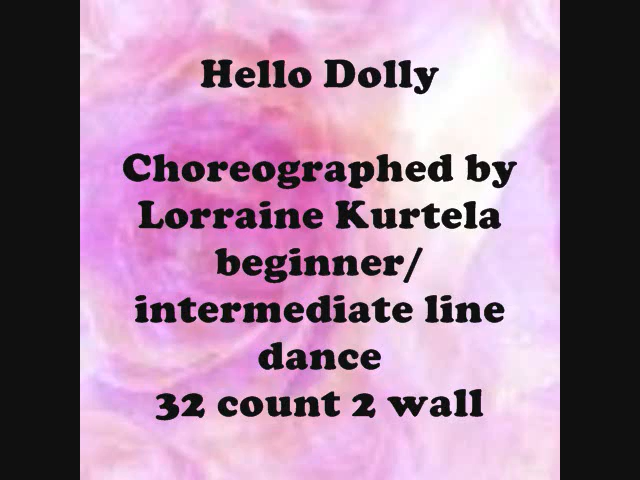 Hello Dolly
Choreographed by
Lorraine Kurtela
beginner/
intermediate line
dance
32 count 2 wall